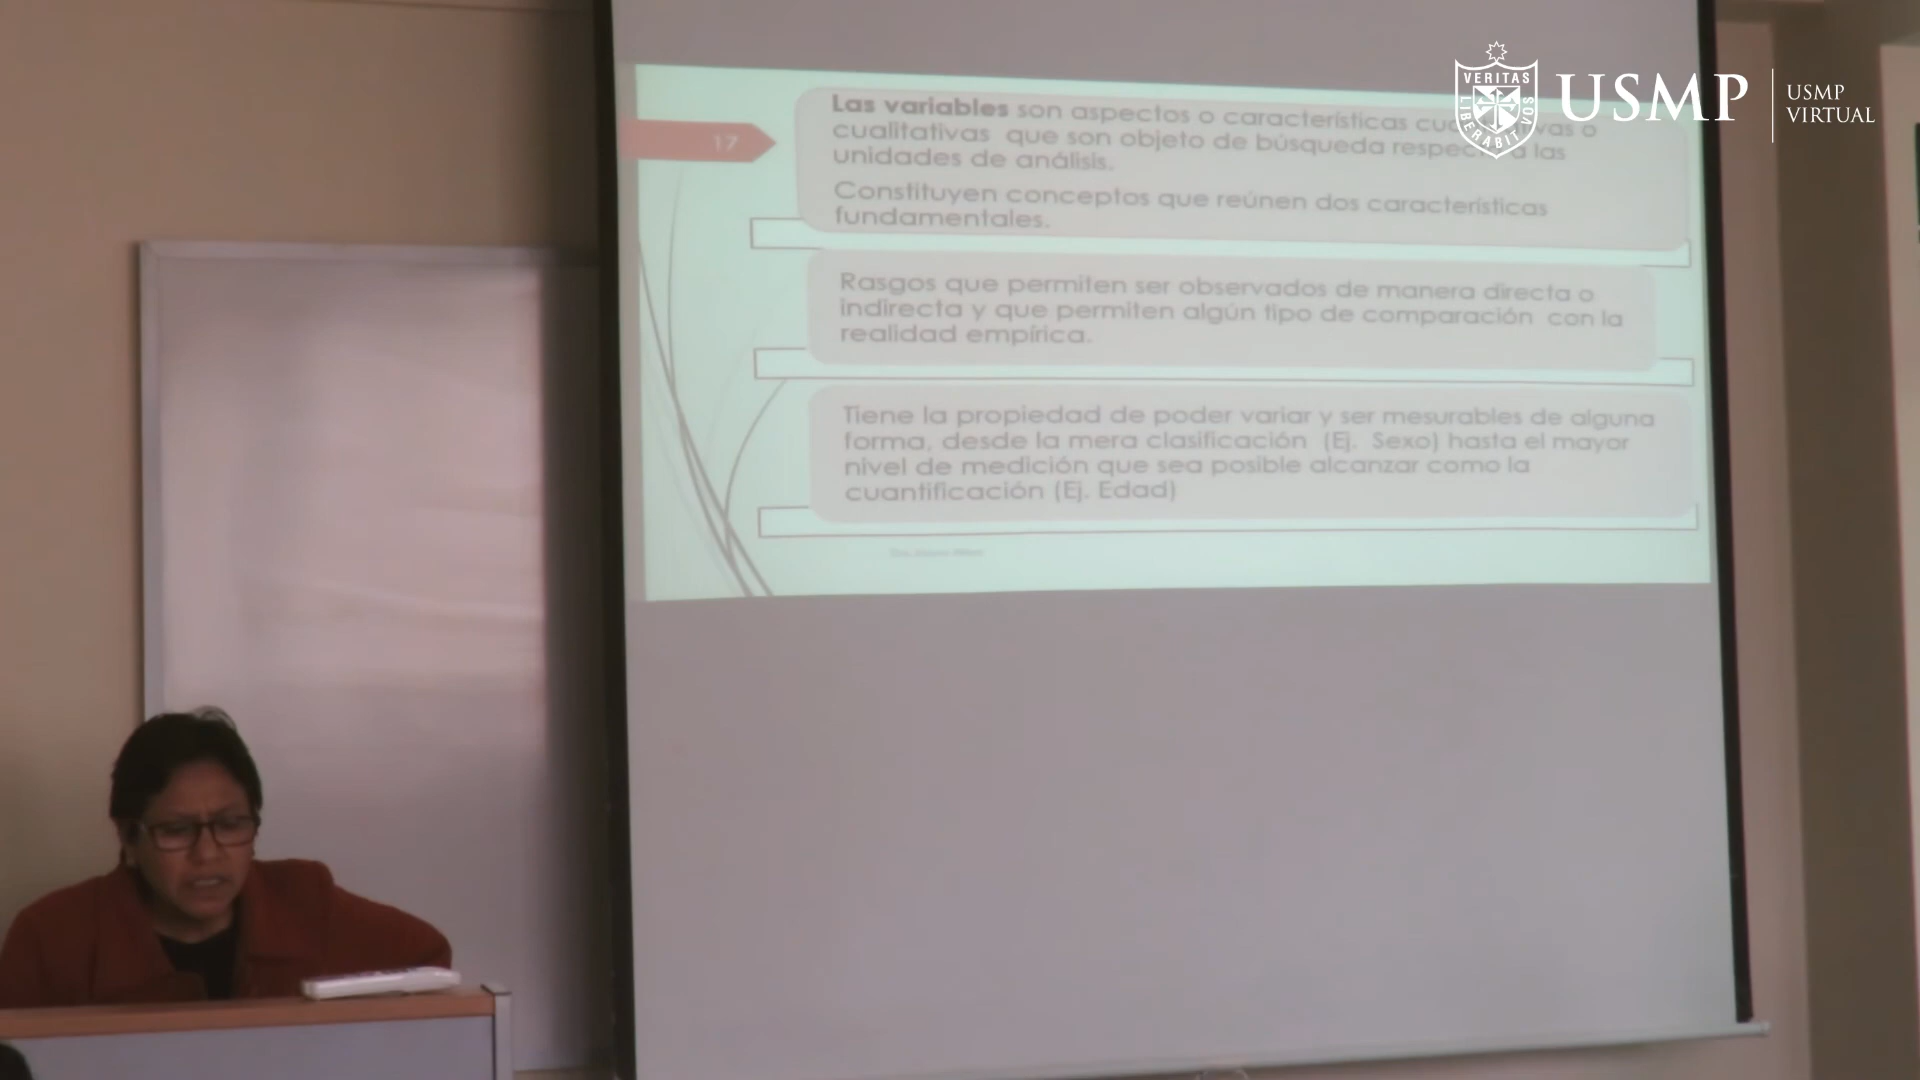 VERITAS
LIBERABIT VOS
USMP
USMP
VIRTUAL
17
Las variables son aspectos o características o
cualitativas que son objeto de búsqueda las
unidades de análisis.
Constituyen conceptos que reúnen dos características
fundamentales.
Rasgos que permiten ser observados de manera directa o
indirecta y que permiten algún tipo de comparación con la
realidad empírica.
Tiene la propiedad de poder variar y ser mesurables de alguna
forma, desde la mera clasificación (Ej. Sexo) hasta el mayor
nivel de medición que sea posible alcanzar como la
cuantificación (Ej. Edad)